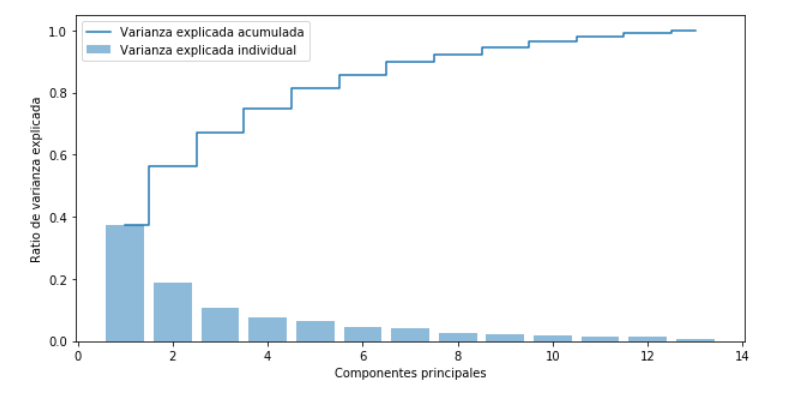 Varianza explicada acumulada
Varianza explicada individual
Ratio de varianza explicada
1.0
0.8
0.6
0.4
0.2
0.0
0 2 4 6 8 10 12 14
Componentes principales